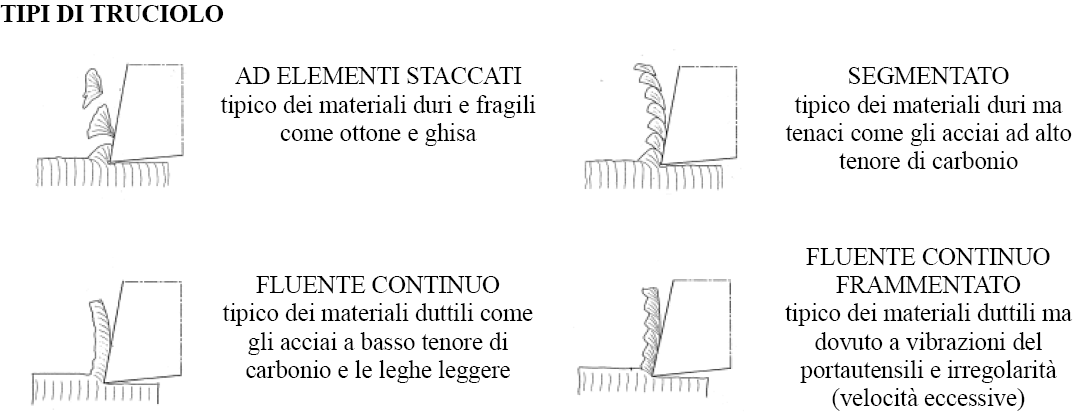 TIPI DI TRUCIOLO
AD ELEMENTI STACCATI
tipico dei materiali duri e fragili
come ottone e ghisa
SEGMENTATO
tipico dei materiali duri ma
tenaci come gli acciai ad alto
tenore di carbonio
FLUENTE CONTINUO
tipico dei materiali duttili come
gli acciai a basso tenore di
carbonio e le leghe leggere
FLUENTE CONTINUO
FRAMMENTATO
tipico dei materiali duttili ma
dovuto a vibrazioni del
portautensili e irregolarità
(velocità eccessive)